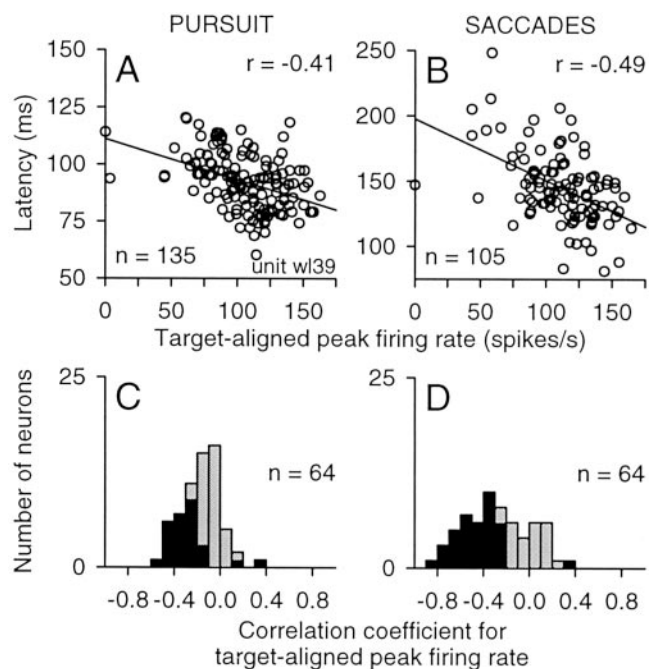 PURSUIT
SACCADES
150
125
100
75
50
Latency (ms)
A
r = -0.41
n = 135
unit wl39
0 50 75 100 150
250
200
150
100
B
r = -0.49
n = 105
0 50 100 150
Target-aligned peak firing rate (spikes/s)
25
0
Number of neurons
C
n = 64
-0.8 -0.4 0.0 0.4 0.8
25
0
D
n = 64
-0.8 -0.4 0.0 0.4 0.8
Correlation coefficient for
target-aligned peak firing rate